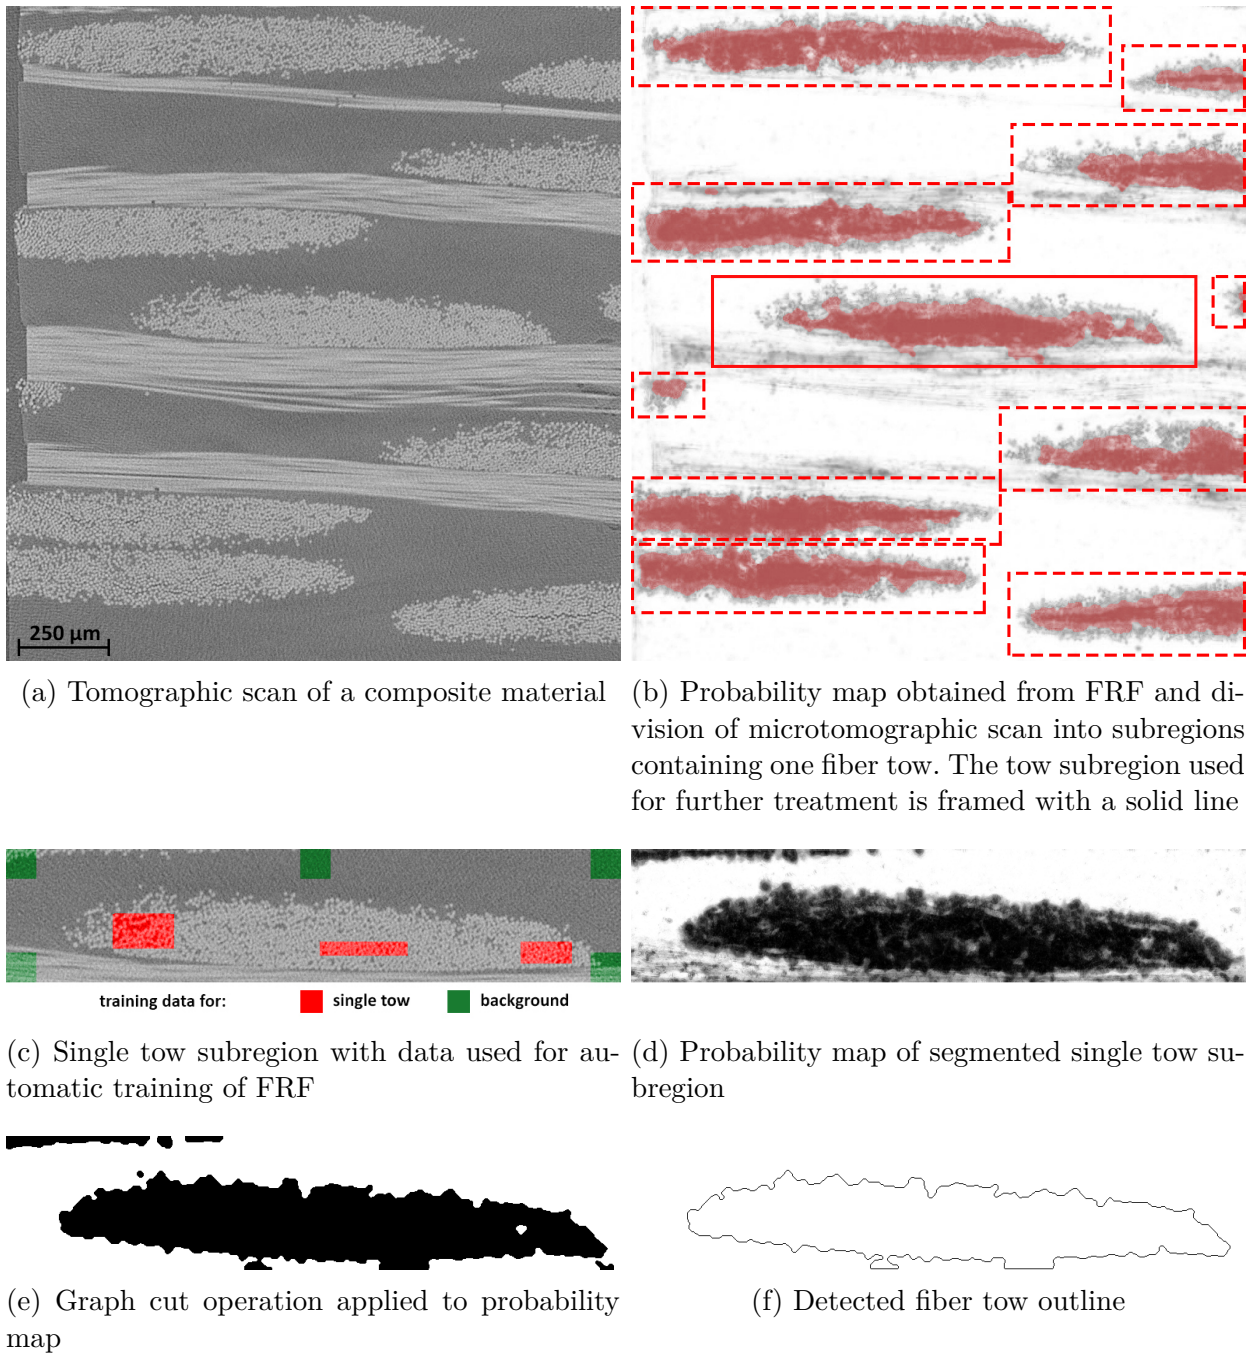 250 µm
(a) Tomographic scan of a composite material
(b) Probability map obtained from FRF and di-
vision of microtomographic scan into subregions
containing one fiber tow. The tow subregion used
for further treatment is framed with a solid line
training data for: single tow background
(c) Single tow subregion with data used for au-
tomatic training of FRF
(d) Probability map of segmented single tow su-
bregion
(e) Graph cut operation applied to probability
map
(f) Detected fiber tow outline